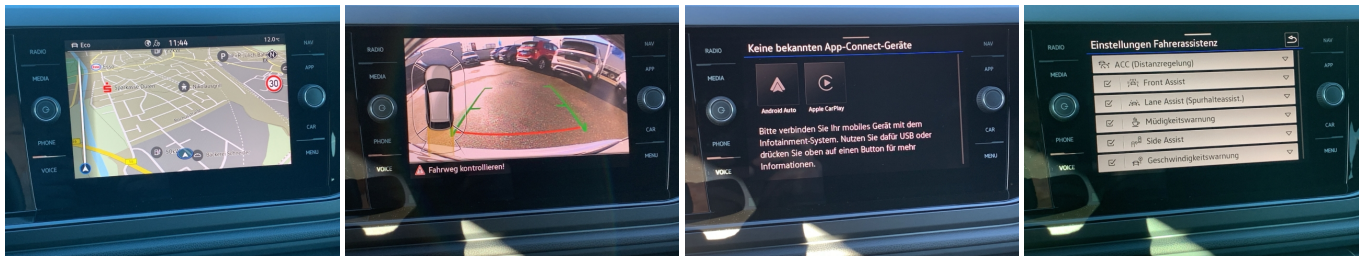 RADIO
MEDIA
PHONE
VOICE
Eco
11:44
12.0
N
P
30
S
NAV
APP
CAR
MENU
RADIO
MEDIA
PHONE
VOICE
Fahrweg kontrollieren!
NAV
APP
CAR
MENU
RADIO
MEDIA
PHONE
VOICE
Keine bekannten App-Connect-Geräte
Android Auto
Apple CarPlay
Bitte verbinden Sie Ihr mobiles Gerät mit dem
Infotainment-System. Nutzen Sie dafür USB oder
drücken Sie oben auf einen Button für mehr
Informationen.
NAV
APP
CAR
MENU
RADIO
MEDIA
PHONE
VOICE
Einstellungen Fahrerassistenz
ACC (Distanzregelung)
Front Assist
Lane Assist (Spurhalteassist.)
Müdigkeitswarnung
Side Assist
Geschwindigkeitswarnung
NAV
APP
CAR
MENU